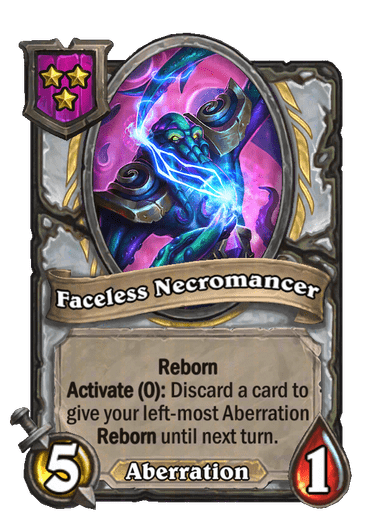 Faceless Necromancer
Reborn
Activate (0): Discard a card to
give your left-most Aberration
Reborn until next turn.
5
Aberration
1